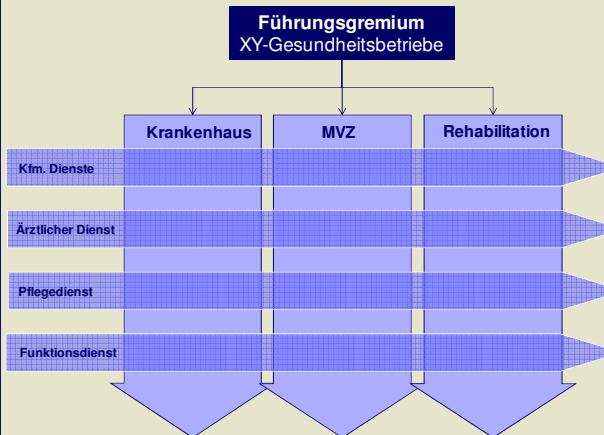 Führungsgremium
XY-Gesundheitsbetriebe
Krankenhaus
MVZ
Rehabilitation
Kfm. Dienste
Ärztlicher Dienst
Pflegedienst
Funktionsdienst